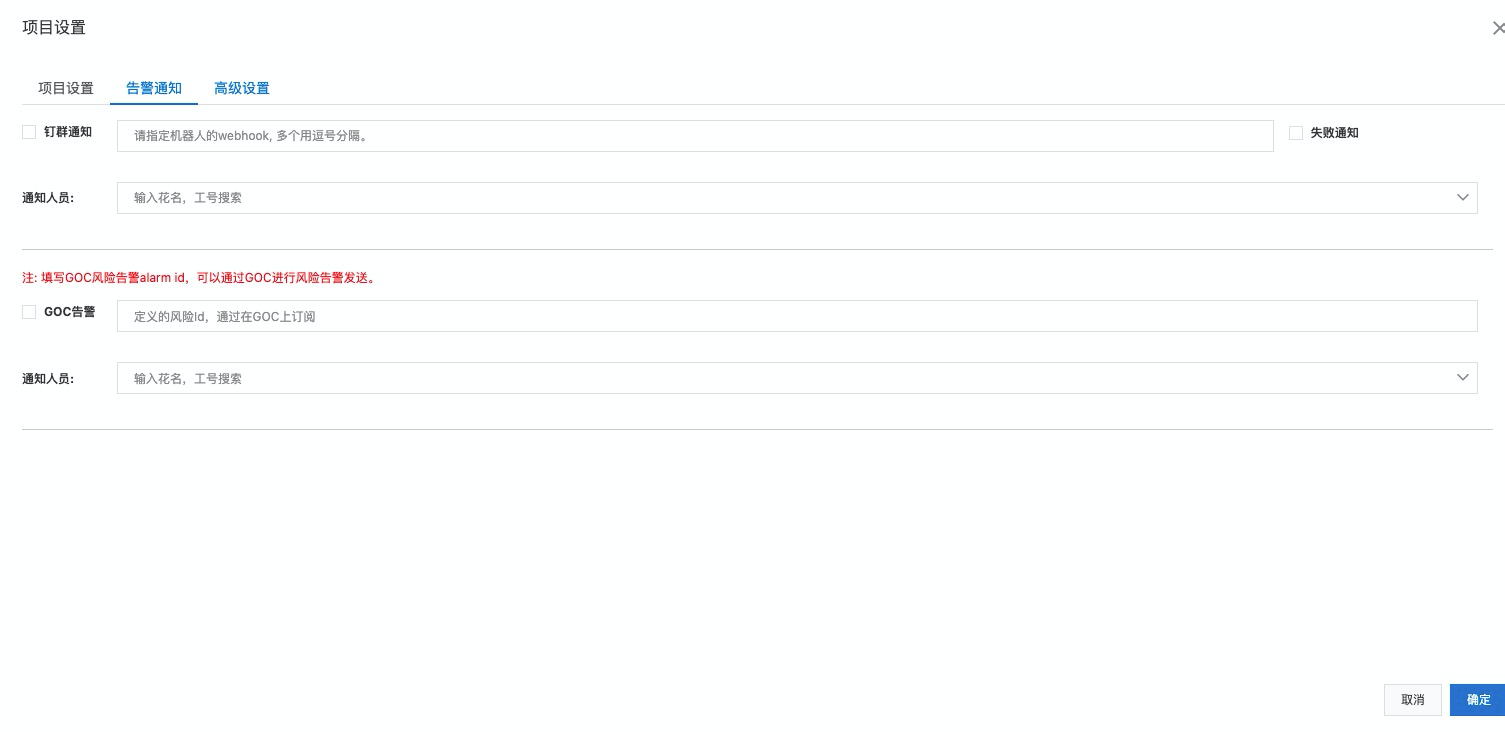 项目设置
项目设置 告警通知 高级设置
钉群通知 请指定机器人的webhook, 多个用逗号分隔。 失败通知
通知人员: 输入花名，工号搜索
注: 填写GOC风险告警alarm id，可以通过GOC进行风险告警发送。
GOC告警 定义的风险Id，通过在GOC上订阅
通知人员: 输入花名，工号搜索
取消 确定